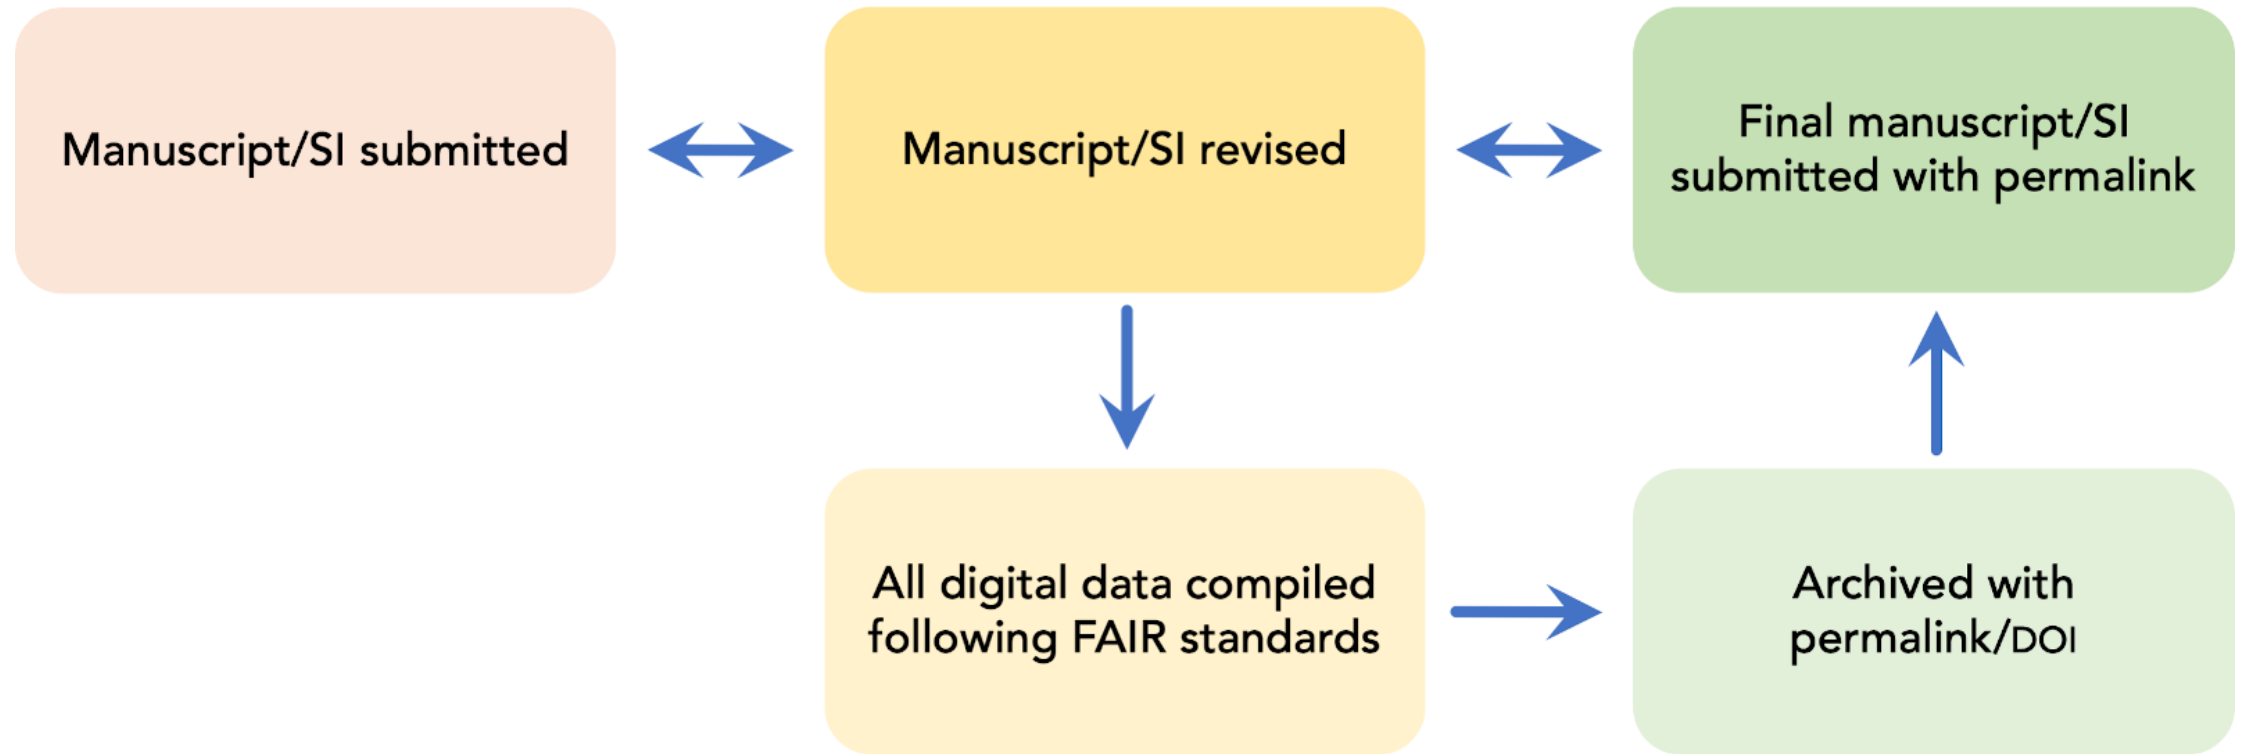 Manuscript/SI submitted
Manuscript/SI revised
Final manuscript/SI
submitted with permalink
All digital data compiled
following FAIR standards
Archived with
permalink/DOI